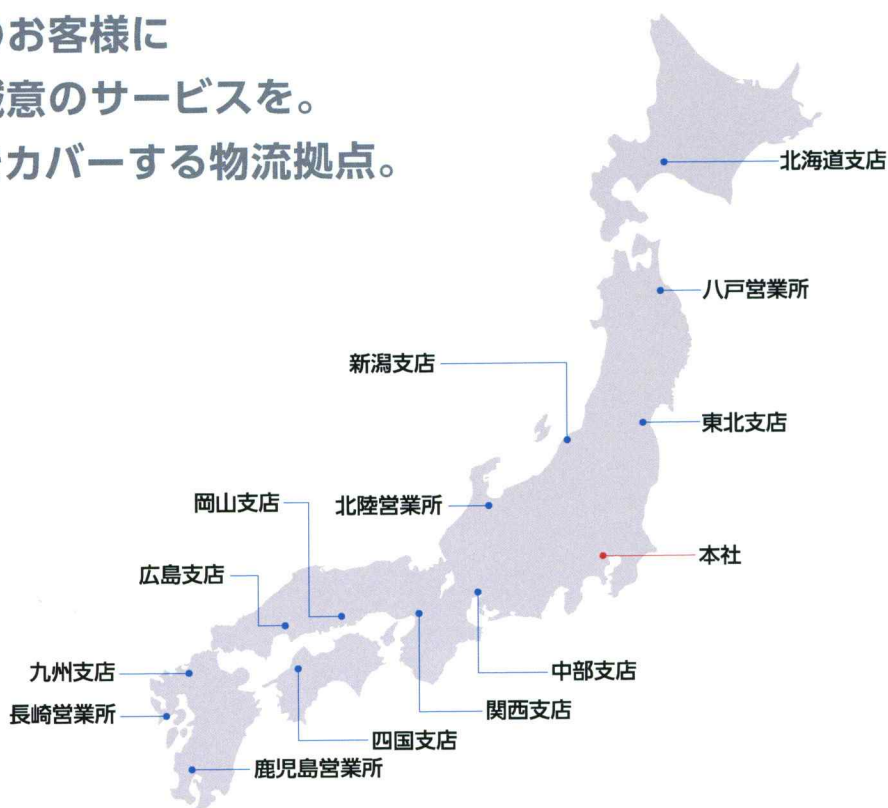 のお客様に
誠意のサービスを。
カバーする物流拠点。
北海道支店
八戸営業所
新潟支店
東北支店
岡山支店
北陸営業所
本社
広島支店
九州支店
中部支店
長崎営業所
関西支店
四国支店
鹿児島営業所